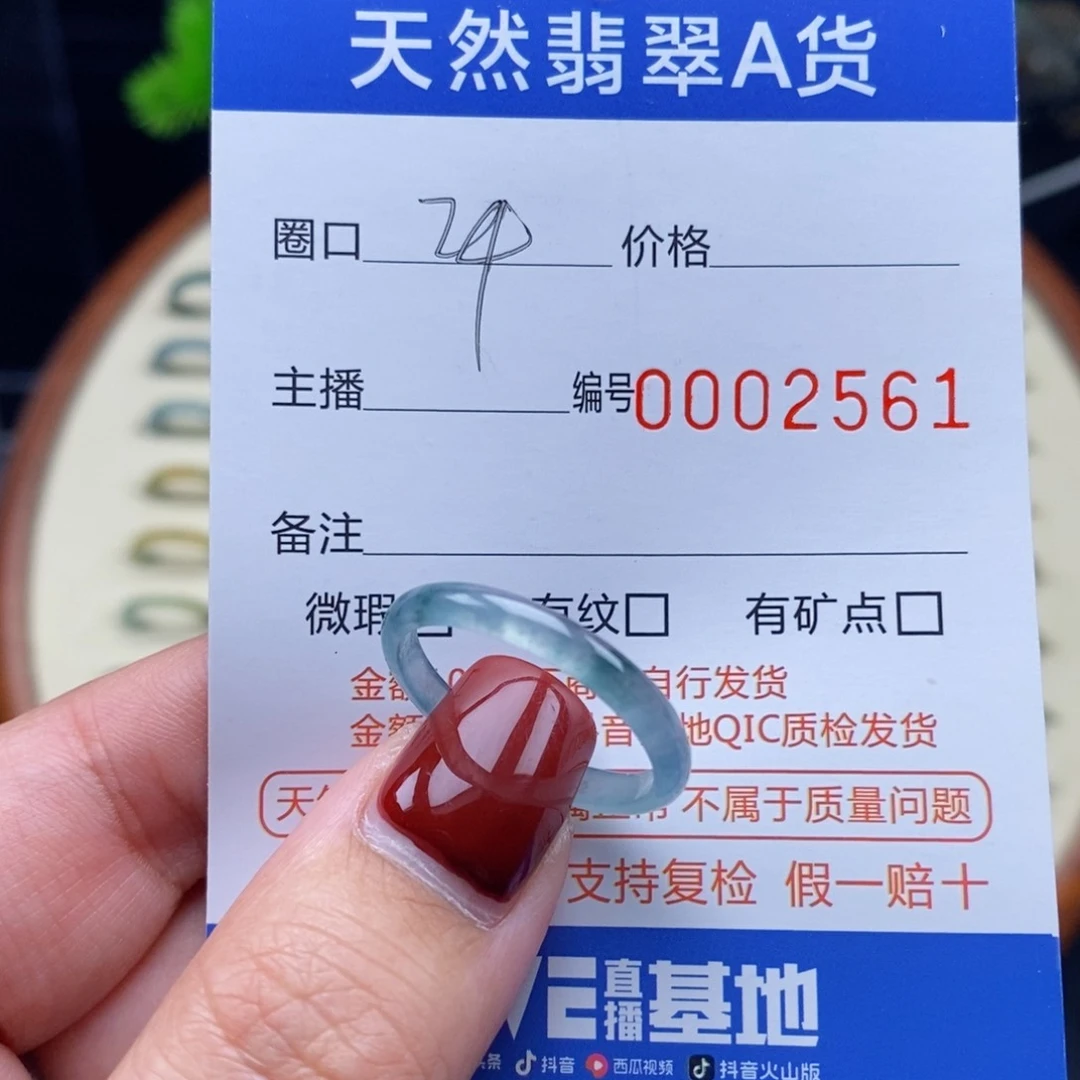 天然翡翠A货
圈口 24 价格
主播 编号0002561
备注
微瑕 有纹 有矿点
金额 自行发货
金额 音 地QIC质检发货
天 不属于质量问题
支持复检 假一赔十
直播基地
头条 抖音 西瓜视频 抖音火山版